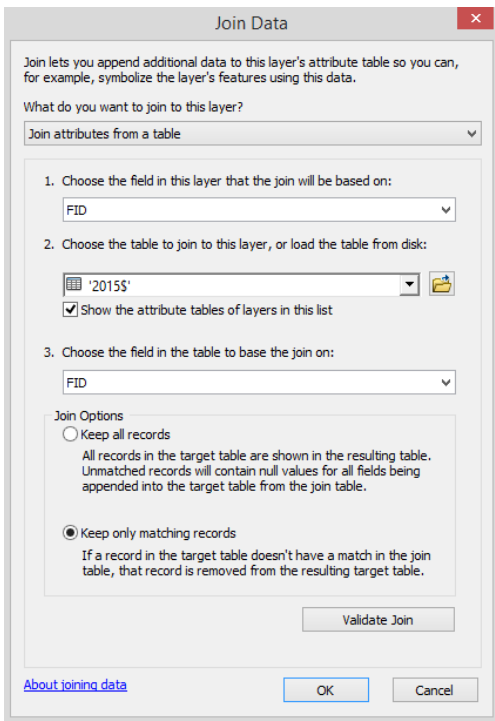 Join Data
Join lets you append additional data to this layer's attribute table so you can,
for example, symbolize the layer's features using this data.
What do you want to join to this layer?
Join attributes from a table
1. Choose the field in this layer that the join will be based on:
FID
2. Choose the table to join to this layer, or load the table from disk:
'2015$'
Show the attribute tables of layers in this list
3. Choose the field in the table to base the join on:
FID
Join Options
Keep all records
All records in the target table are shown in the resulting table.
Unmatched records will contain null values for all fields being
appended into the target table from the join table.
Keep only matching records
If a record in the target table doesn't have a match in the join
table, that record is removed from the resulting target table.
Validate Join
About joining data
OK
Cancel